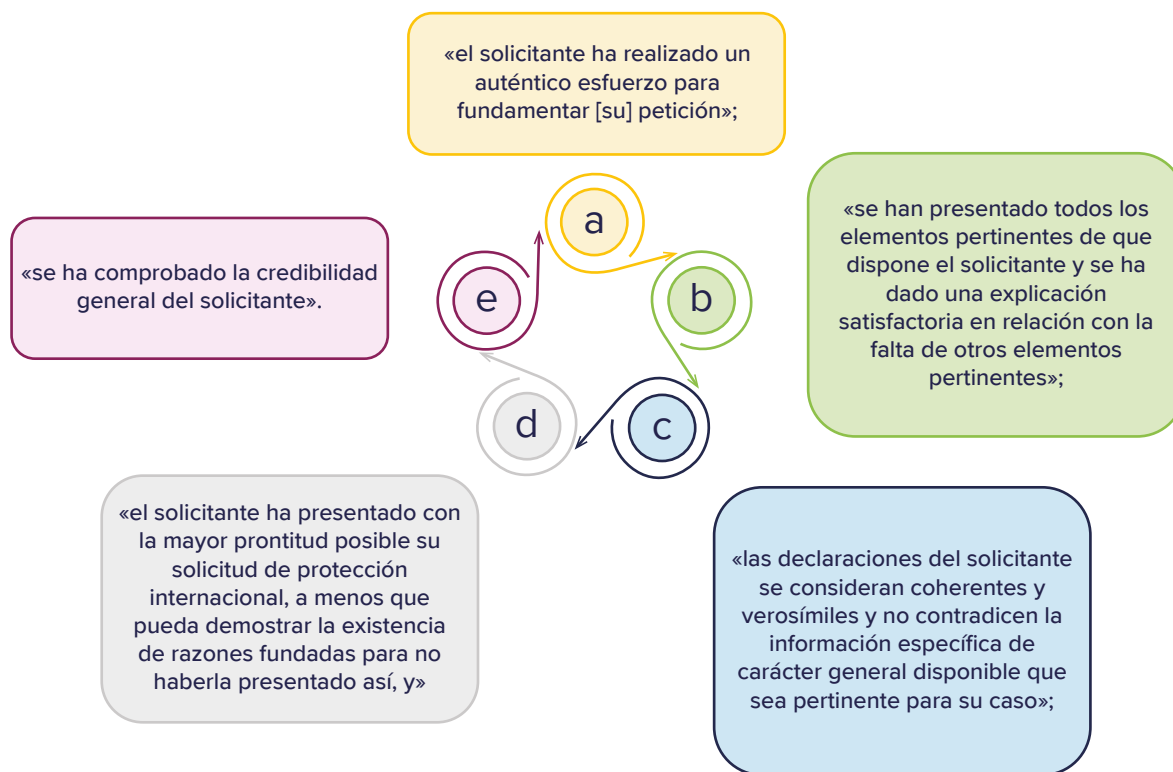 «el solicitante ha realizado un
auténtico esfuerzo para
fundamentar [su] petición»;
a
«se han presentado todos los
elementos pertinentes de que
dispone el solicitante y se ha
dado una explicación
satisfactoria en relación con la
falta de otros elementos
pertinentes»;
b
«se ha comprobado la credibilidad
general del solicitante».
e
d
c
«el solicitante ha presentado con
la mayor prontitud posible su
solicitud de protección
internacional, a menos que
pueda demostrar la existencia
de razones fundadas para no
haberla presentado así, y»
«las declaraciones del solicitante
se consideran coherentes y
verosímiles y no contradicen la
información específica de
carácter general disponible que
sea pertinente para su caso»;